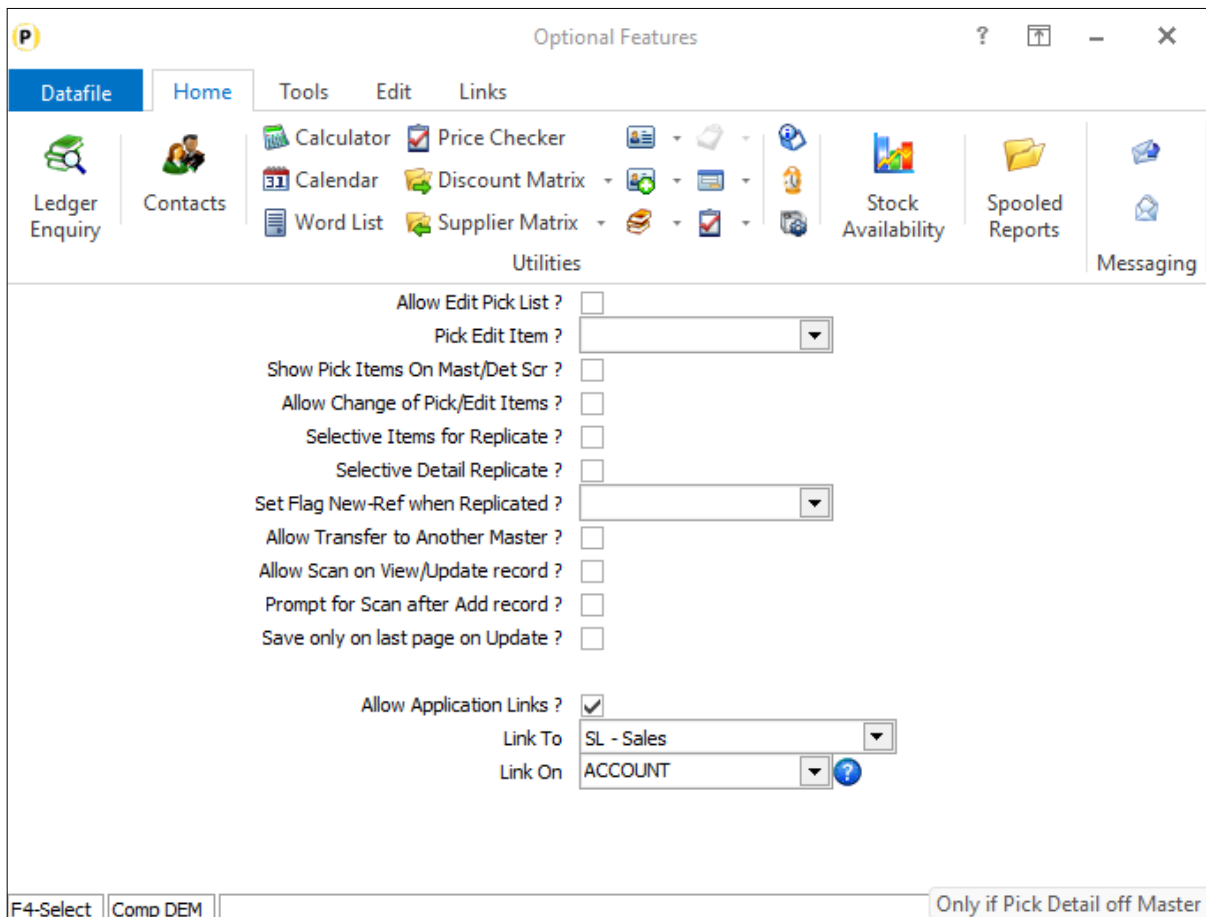 P
Optional Features
?
Datafile Home Tools Edit Links
Calculator Price Checker
31 Calendar Discount Matrix
Word List Supplier Matrix
Ledger
Enquiry
Contacts
Stock
Availability
Spooled
Reports
Utilities
Messaging
Allow Edit Pick List ?
Pick Edit Item ?
Show Pick Items On Mast/Det Scr ?
Allow Change of Pick/Edit Items ?
Selective Items for Replicate ?
Selective Detail Replicate ?
Set Flag New-Ref when Replicated ?
Allow Transfer to Another Master ?
Allow Scan on View/Update record ?
Prompt for Scan after Add record ?
Save only on last page on Update ?
Allow Application Links ?
Link To SL - Sales
Link On ACCOUNT ?
F4-Select Comp DEM Only if Pick Detail off Master